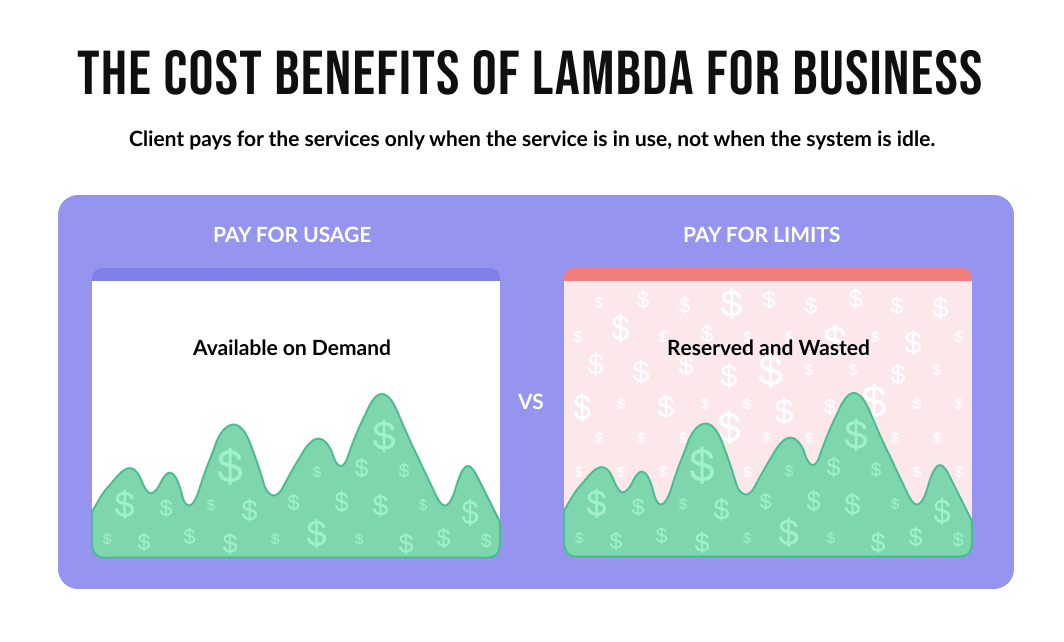 THE COST BENEFITS OF LAMBDA FOR BUSINESS
Client pays for the services only when the service is in use, not when the system is idle.
PAY FOR USAGE
Available on Demand
VS
PAY FOR LIMITS
Reserved and Wasted